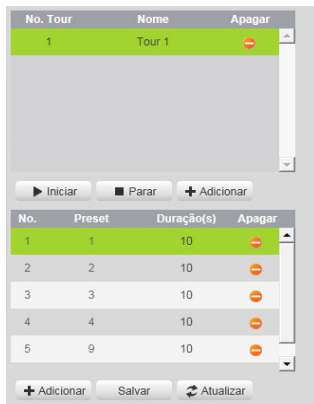 No. Tour Nome Apagar
1 Tour 1
Iniciar Parar Adicionar
No. Preset Duração(s) Apagar
1 1 10
2 2 10
3 3 10
4 4 10
5 9 10
Adicionar Salvar Atualizar